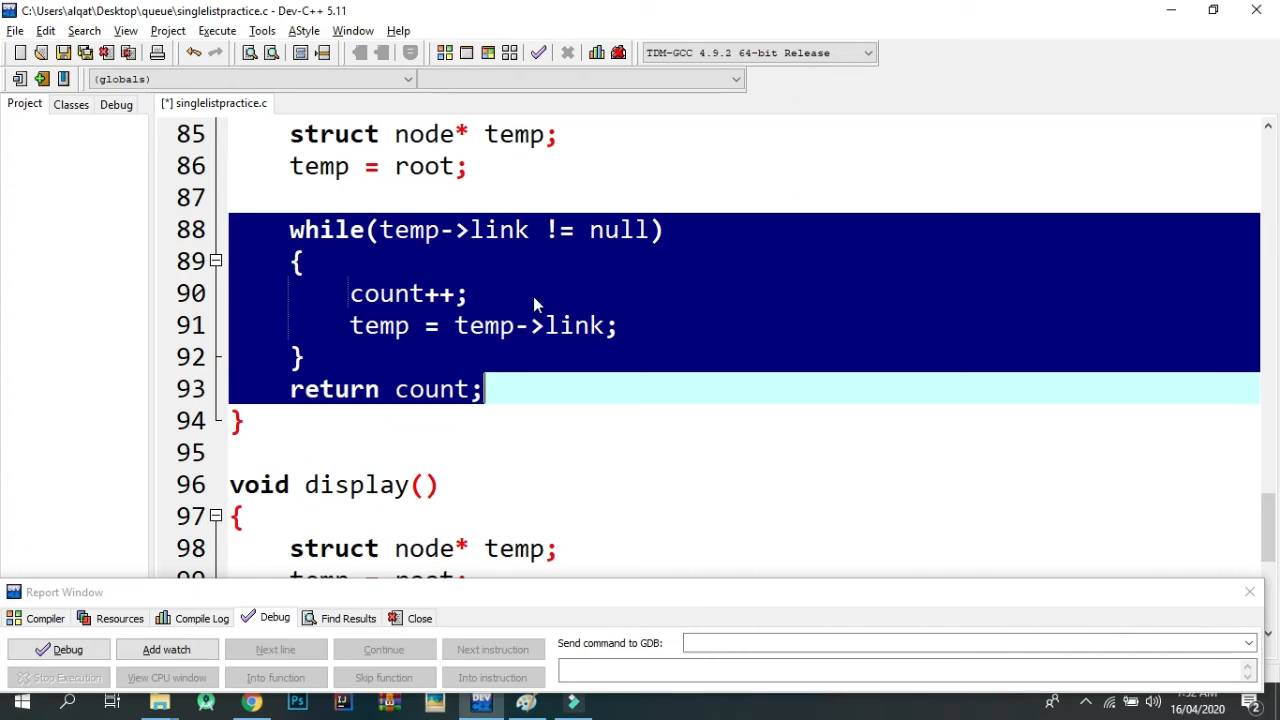 C:\Users\alqat\Desktop\queue\singlelistpractice.c - Dev-C++ 5.11
File Edit Search View Project Execute Tools AStyle Window Help
TDM-GCC 4.9.2 64-bit Release
(globals)
Project Classes Debug [*] singlelistpractice.c
85 struct node* temp;
86 temp = root;
87
88 while(temp->link != null)
89 {
90 count++;
91 temp = temp->link;
92 }
93 return count;
94 }
95
96 void display()
97 {
98 struct node* temp;
Report Window
Compiler Resources Compile Log Debug Find Results Close
Debug Add watch Next line Continue Next instruction Send command to GDB:
Stop Execution View CPU window Into function Skip function Into instruction
Ps IJ DEV
16/04/2020 2